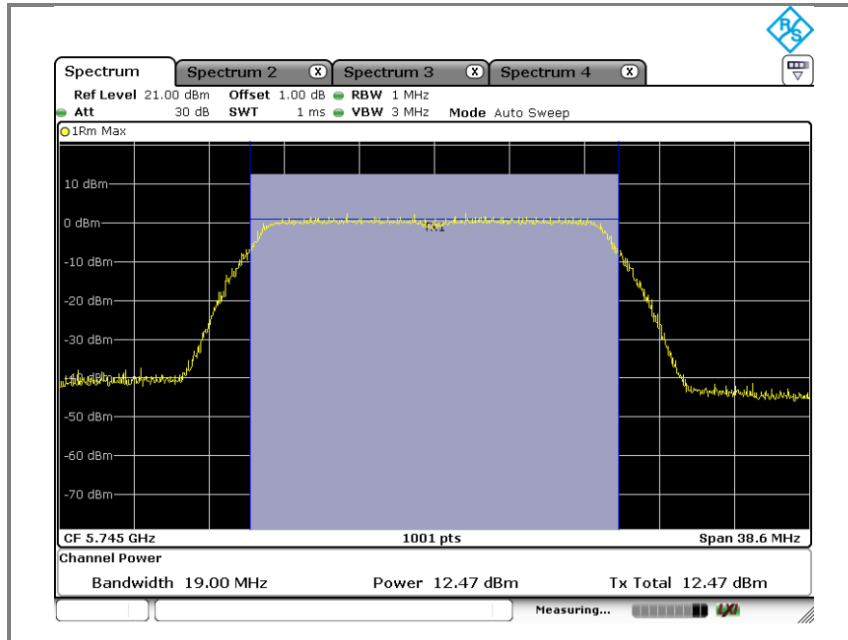 R&S
Spectrum Spectrum 2 X Spectrum 3 X Spectrum 4 X
Ref Level 21.00 dBm Offset 1.00 dB RBW 1 MHz
Att 30 dB SWT 1 ms VBW 3 MHz Mode Auto Sweep
1Rm Max
10 dBm
0 dBm
Tx1
-10 dBm
-20 dBm
-30 dBm
-40 dBm
-50 dBm
-60 dBm
-70 dBm
CF 5.745 GHz 1001 pts Span 38.6 MHz
Channel Power
Bandwidth 19.00 MHz Power 12.47 dBm Tx Total 12.47 dBm
Measuring... LXI